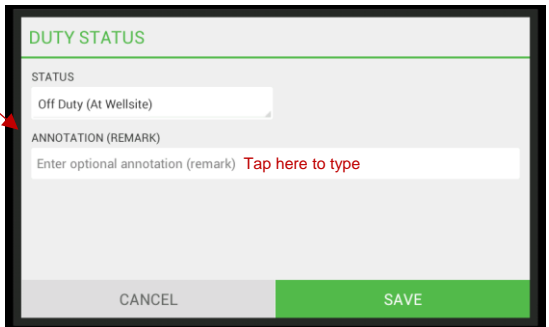 DUTY STATUS
STATUS
Off Duty (At Wellsite)
ANNOTATION (REMARK)
Enter optional annotation (remark) Tap here to type
CANCEL SAVE